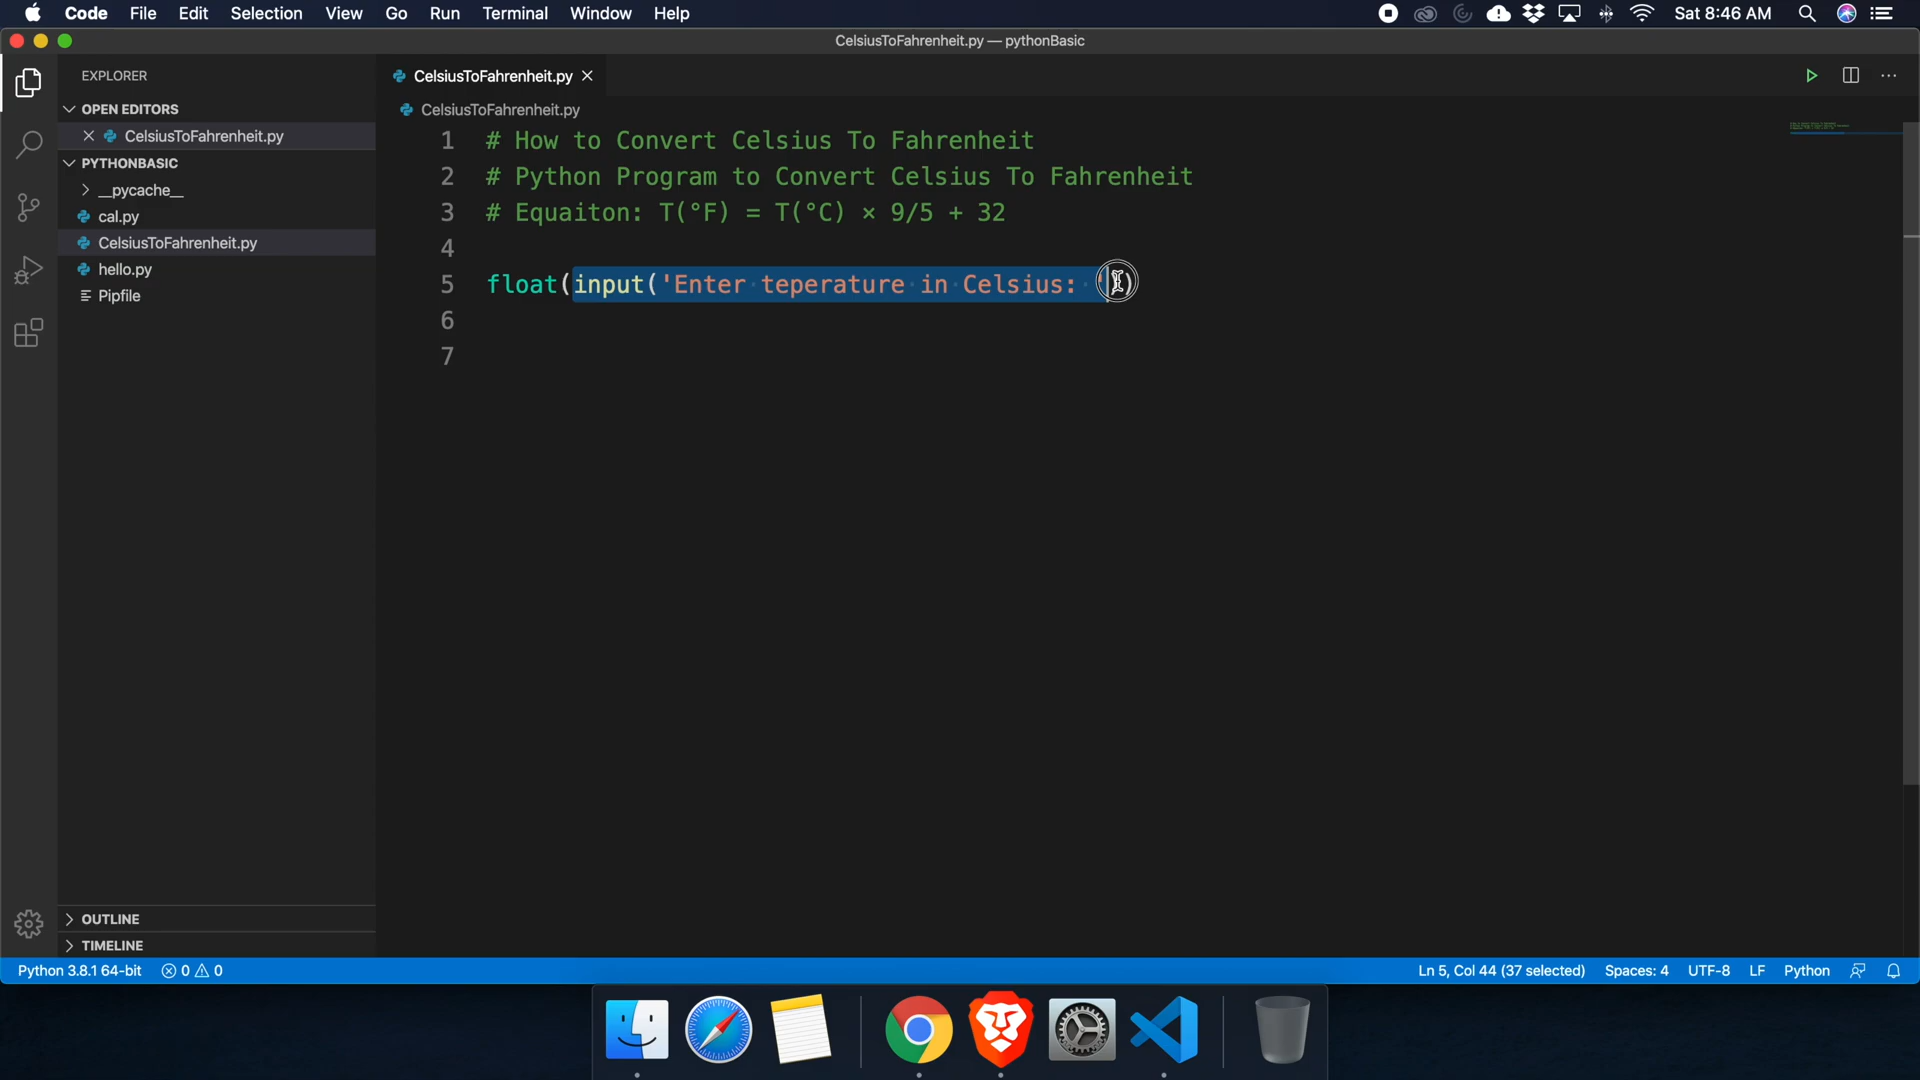 Code File Edit Selection View Go Run Terminal Window Help Sat 8:46 AM
CelsiusToFahrenheit.py — pythonBasic
EXPLORER
OPEN EDITORS
CelsiusToFahrenheit.py
PYTHONBASIC
__pycache__
cal.py
CelsiusToFahrenheit.py
hello.py
Pipfile
OUTLINE
TIMELINE
CelsiusToFahrenheit.py
CelsiusToFahrenheit.py
1 # How to Convert Celsius To Fahrenheit
2 # Python Program to Convert Celsius To Fahrenheit
3 # Equaiton: T(°F) = T(°C) × 9/5 + 32
4
5 float(input('Enter teperature in Celsius: ')
6
7
Python 3.8.1 64-bit 0 0 Ln 5, Col 44 (37 selected) Spaces: 4 UTF-8 LF Python